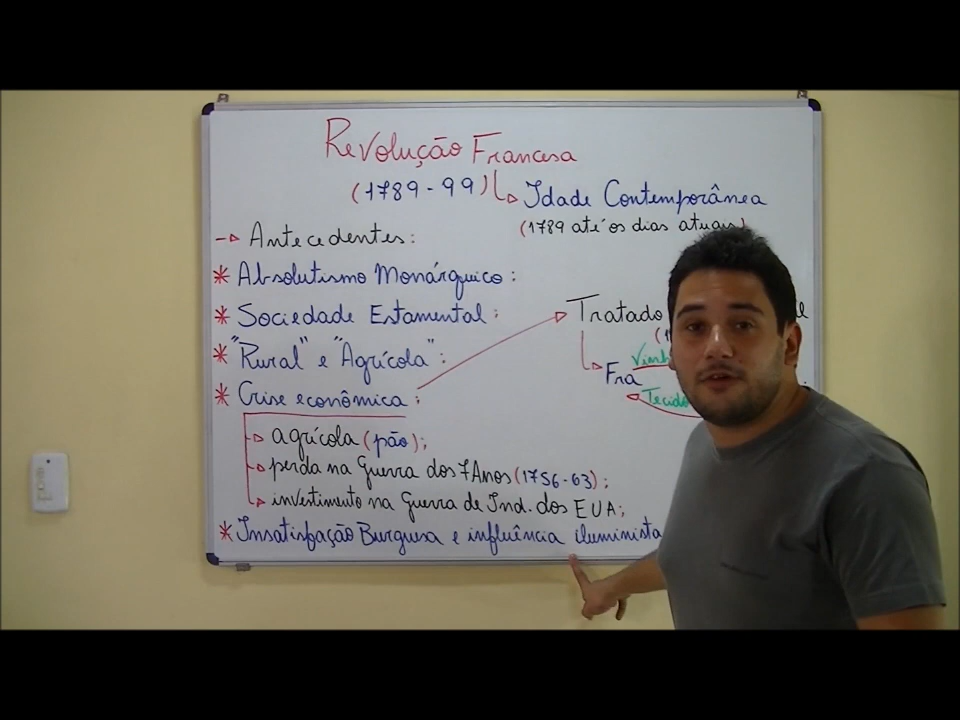 Revolução Francesa
(1789-99) Idade Contemporânea
(1789 até os dias atuais)
Antecedentes:
* Absolutismo Monárquico:
* Sociedade Estamental:
* "Rural" e "Agrícola":
* Crise econômica:
agrícola (pão);
perda na Guerra dos 7 Anos (1756-63);
investimento na Guerra de Ind. dos EUA;
* Insatisfação Burguesa e influência iluminista
Tratado
Fra
Tecido